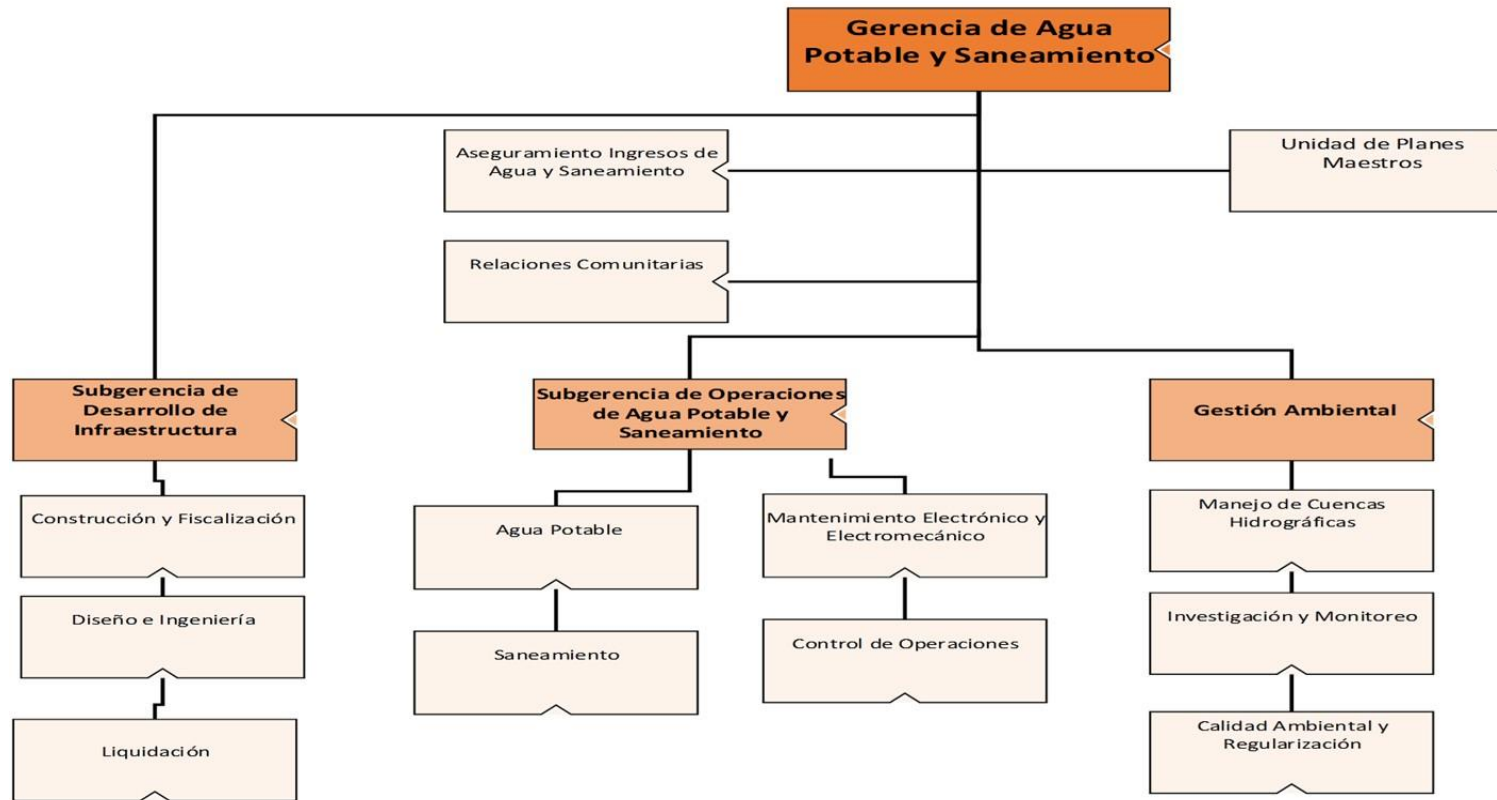 Gerencia de Agua
Potable y Saneamiento
Aseguramiento Ingresos de
Agua y Saneamiento
Unidad de Planes
Maestros
Relaciones Comunitarias
Subgerencia de
Desarrollo de
Infraestructura
Subgerencia de Operaciones
de Agua Potable y
Saneamiento
Gestión Ambiental
Construcción y Fiscalización
Agua Potable
Mantenimiento Electrónico y
Electromecánico
Manejo de Cuencas
Hidrográficas
Diseño e Ingeniería
Saneamiento
Control de Operaciones
Investigación y Monitoreo
Liquidación
Calidad Ambiental y
Regularización